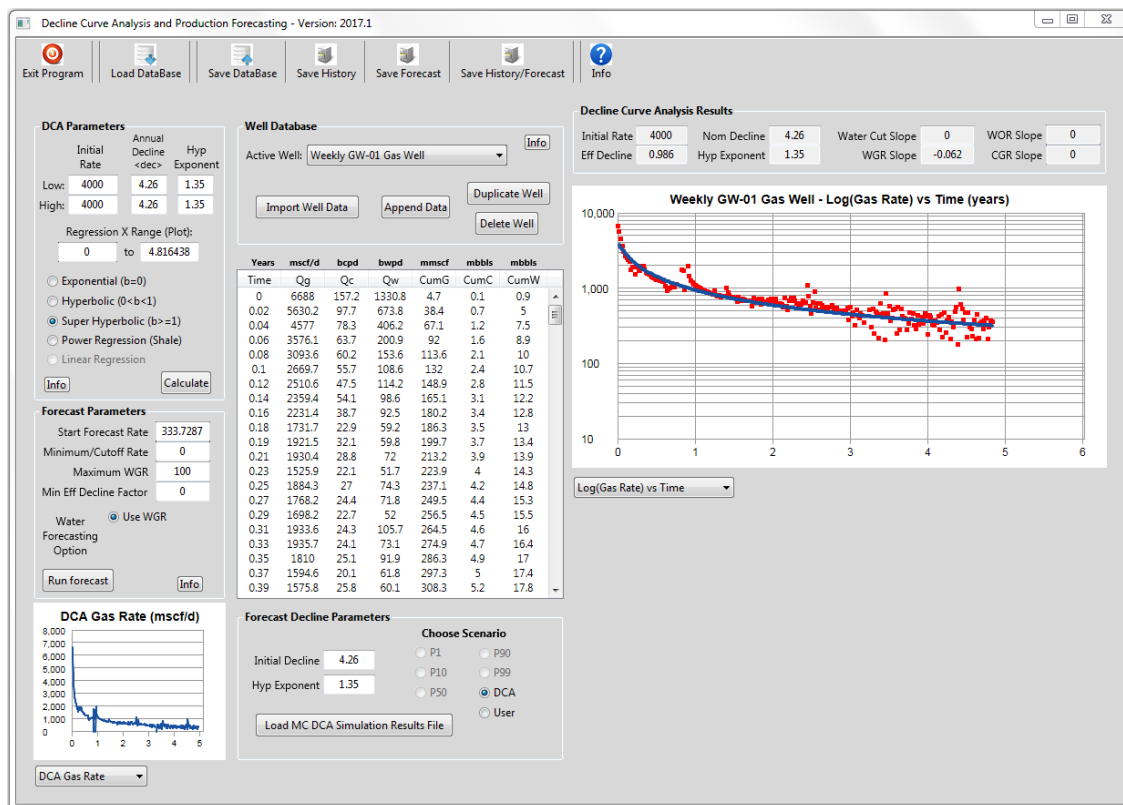 Decline Curve Analysis and Production Forecasting - Version: 2017.1
Exit Program
Load DataBase
Save DataBase
Save History
Save Forecast
Save History/Forecast
Info
DCA Parameters
Initial Rate
Annual Decline <dec>
Hyp Exponent
Low: 4000 4.26 1.35
High: 4000 4.26 1.35
Regression X Range (Plot):
0 to 4.816438
Exponential (b=0)
Hyperbolic (0<b<1)
Super Hyperbolic (b>=1)
Power Regression (Shale)
Linear Regression
Info Calculate
Forecast Parameters
Start Forecast Rate 333.7287
Minimum/Cutoff Rate 0
Maximum WGR 100
Min Eff Decline Factor 0
Water Forecasting Option
Use WGR
Run forecast Info
DCA Gas Rate (mscf/d)
8,000
7,000
6,000
5,000
4,000
3,000
2,000
1,000
0
0 1 2 3 4 5
DCA Gas Rate
Well Database
Info
Active Well: Weekly GW-01 Gas Well
Import Well Data Append Data Duplicate Well
Delete Well
Years mscf/d bcpd bwpd mmscf mbbls mbbls
Time Qg Qc Qw CumG CumC CumW
0 6688 157.2 1330.8 4.7 0.1 0.9
0.02 5630.2 97.7 673.8 38.4 0.7 5
0.04 4577 78.3 406.2 67.1 1.2 7.5
0.06 3576.1 63.7 200.9 92 1.6 8.9
0.08 3093.6 60.2 153.6 113.6 2.1 10
0.1 2669.7 55.7 108.6 132 2.4 10.7
0.12 2510.6 47.5 114.2 148.9 2.8 11.5
0.14 2359.4 54.1 98.6 165.1 3.1 12.2
0.16 2231.4 38.7 92.5 180.2 3.4 12.8
0.18 1731.7 22.9 59.2 186.3 3.5 13
0.19 1921.5 32.1 59.8 199.7 3.7 13.4
0.21 1930.4 28.8 72 213.2 3.9 13.9
0.23 1525.9 22.1 51.7 223.9 4 14.3
0.25 1884.3 27 74.3 237.1 4.2 14.8
0.27 1768.2 24.4 71.8 249.5 4.4 15.3
0.29 1698.2 22.7 52 256.5 4.5 15.5
0.31 1933.6 24.3 105.7 264.5 4.6 16
0.33 1935.7 24.1 73.1 274.9 4.7 16.4
0.35 1810 25.1 91.9 286.3 4.9 17
0.37 1594.6 20.1 61.8 297.3 5 17.4
0.39 1575.8 25.8 60.1 308.3 5.2 17.8
Forecast Decline Parameters
Choose Scenario
Initial Decline 4.26
Hyp Exponent 1.35
P1 P90
P10 P99
P50 DCA
User
Load MC DCA Simulation Results File
Decline Curve Analysis Results
Initial Rate 4000 Nom Decline 4.26 Water Cut Slope 0 WOR Slope 0
Eff Decline 0.986 Hyp Exponent 1.35 WGR Slope -0.062 CGR Slope 0
Weekly GW-01 Gas Well - Log(Gas Rate) vs Time (years)
10,000
1,000
100
10
0 1 2 3 4 5 6
Log(Gas Rate) vs Time